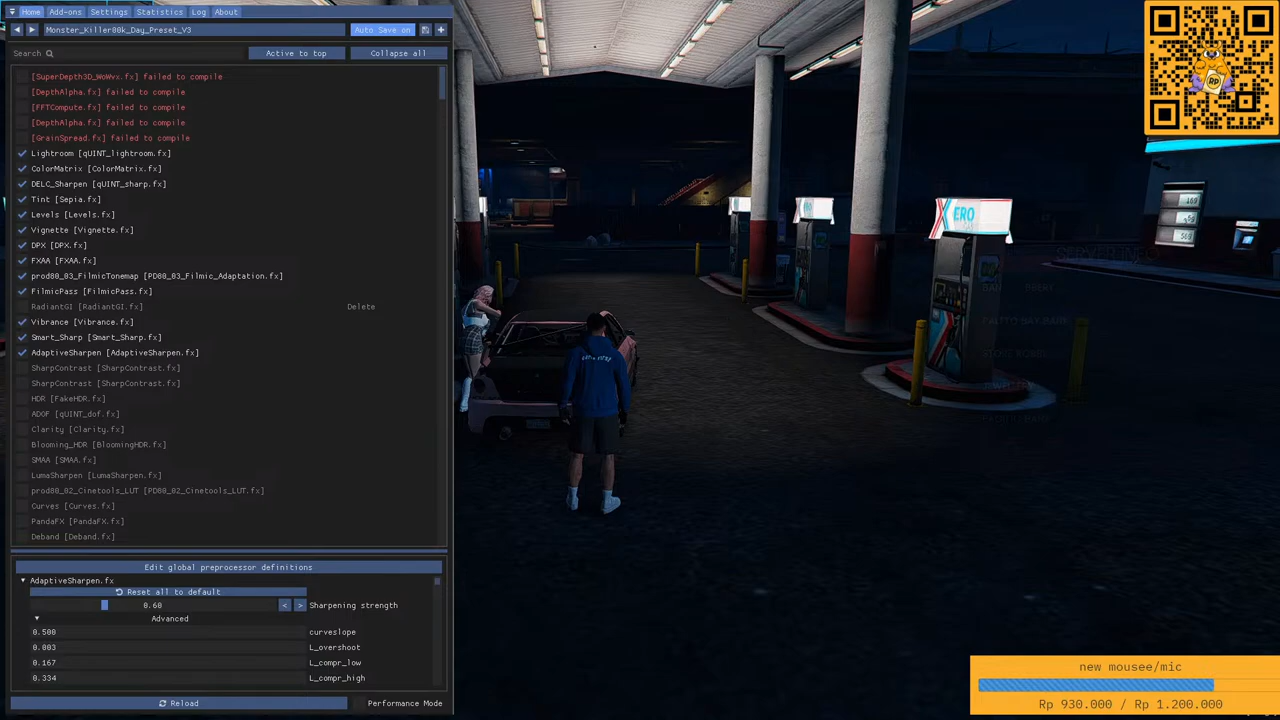 Home Add-ons Settings Statistics Log About
Monster_Killer80k_Day_Preset_V3 Auto Save on
Search Active to top Collapse all
[SuperDepth3D_WoWvx.fx] failed to compile
[DepthAlpha.fx] failed to compile
[FFTCompute.fx] failed to compile
[DepthAlpha.fx] failed to compile
[GrainSpread.fx] failed to compile
Lightroom [qUINT_lightroom.fx]
ColorMatrix [ColorMatrix.fx]
DELC_Sharpen [qUINT_sharp.fx]
Tint [Sepia.fx]
Levels [Levels.fx]
Vignette [Vignette.fx]
DPX [DPX.fx]
FXAA [FXAA.fx]
prod80_03_FilmicTonemap [PD80_03_Filmic_Adaptation.fx]
FilmicPass [FilmicPass.fx]
RadiantGI [RadiantGI.fx] Delete
Vibrance [Vibrance.fx]
Smart_Sharp [Smart_Sharp.fx]
AdaptiveSharpen [AdaptiveSharpen.fx]
SharpContrast [SharpContrast.fx]
SharpContrast [SharpContrast.fx]
HDR [FakeHDR.fx]
ADOF [qUINT_dof.fx]
Clarity [Clarity.fx]
Blooming_HDR [BloomingHDR.fx]
SMAA [SMAA.fx]
LumaSharpen [LumaSharpen.fx]
prod80_02_Cinetools_LUT [PD80_02_Cinetools_LUT.fx]
Curves [Curves.fx]
PandaFX [PandaFX.fx]
Deband [Deband.fx]
Edit global preprocessor definitions
AdaptiveSharpen.fx
Reset all to default
0.60 < > Sharpening strength
Advanced
0.500 curveslope
0.003 L_overshoot
0.167 L_compr_low
0.334 L_compr_high
Reload Performance Mode
RP
ERO
SERVER INFO
new mousee/mic
Rp 930.000 / Rp 1.200.000